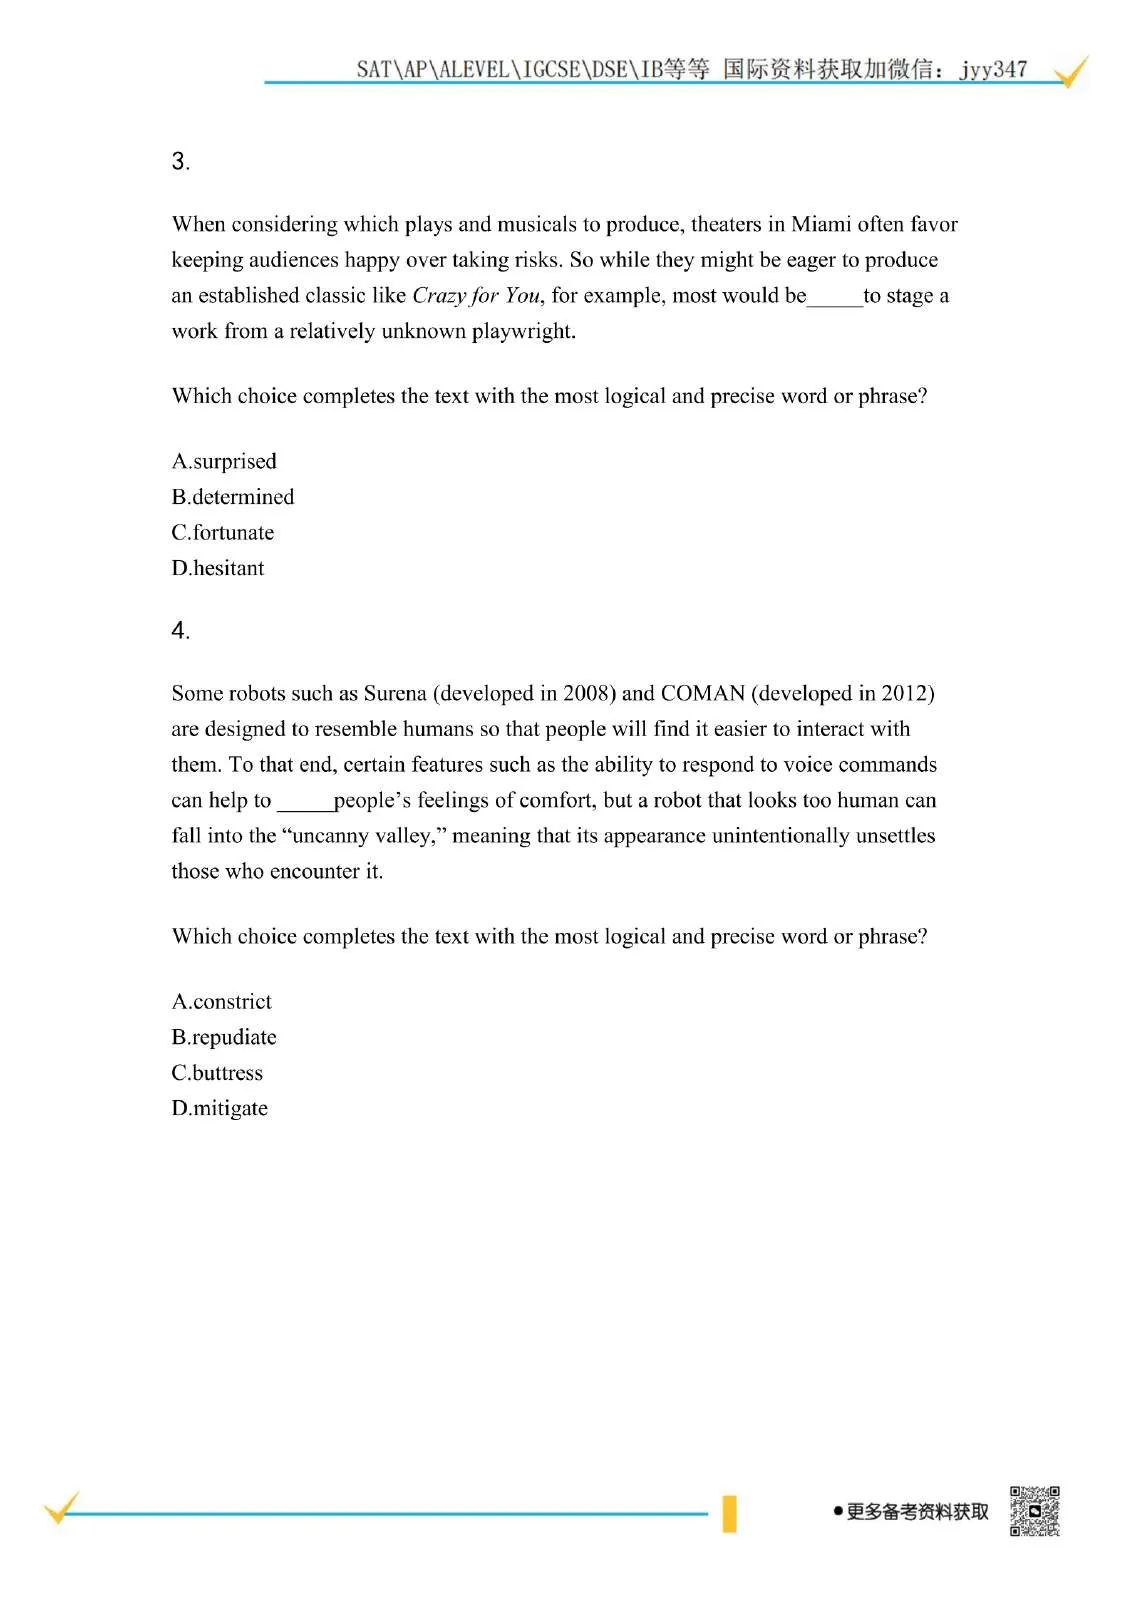 SAT\AP\ALEVEL\IGCSE\DSE\IB等等 国际资料获取加微信：jyy347
3.
When considering which plays and musicals to produce, theaters in Miami often favor
keeping audiences happy over taking risks. So while they might be eager to produce
an established classic like Crazy for You, for example, most would be_____to stage a
work from a relatively unknown playwright.
Which choice completes the text with the most logical and precise word or phrase?
A.surprised
B.determined
C.fortunate
D.hesitant
4.
Some robots such as Surena (developed in 2008) and COMAN (developed in 2012)
are designed to resemble humans so that people will find it easier to interact with
them. To that end, certain features such as the ability to respond to voice commands
can help to _____people’s feelings of comfort, but a robot that looks too human can
fall into the “uncanny valley,” meaning that its appearance unintentionally unsettles
those who encounter it.
Which choice completes the text with the most logical and precise word or phrase?
A.constrict
B.repudiate
C.buttress
D.mitigate
●更多备考资料获取